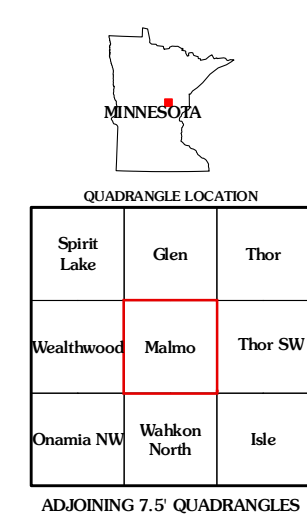 MINNESOTA
QUADRANGLE LOCATION
Spirit
Lake
Glen
Thor
Wealthwood
Malmo
Thor SW
Onamia NW
Wahkon
North
Isle
ADJOINING 7.5' QUADRANGLES